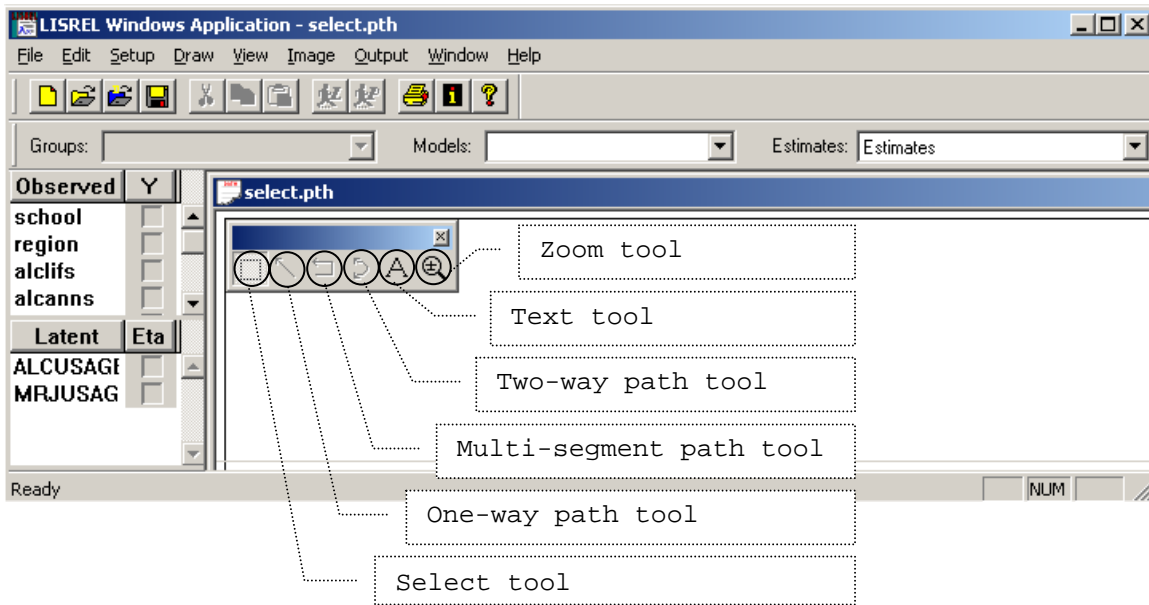 LISREL Windows Application - select.pth
File Edit Setup Draw View Image Output Window Help
Groups: Models: Estimates: Estimates
Observed Y
select.pth
school
region
alclifs
alcanns
Latent Eta
ALCUSAGE
MRJUSAG
A
Zoom tool
Text tool
Two-way path tool
Multi-segment path tool
Ready NUM
One-way path tool
Select tool